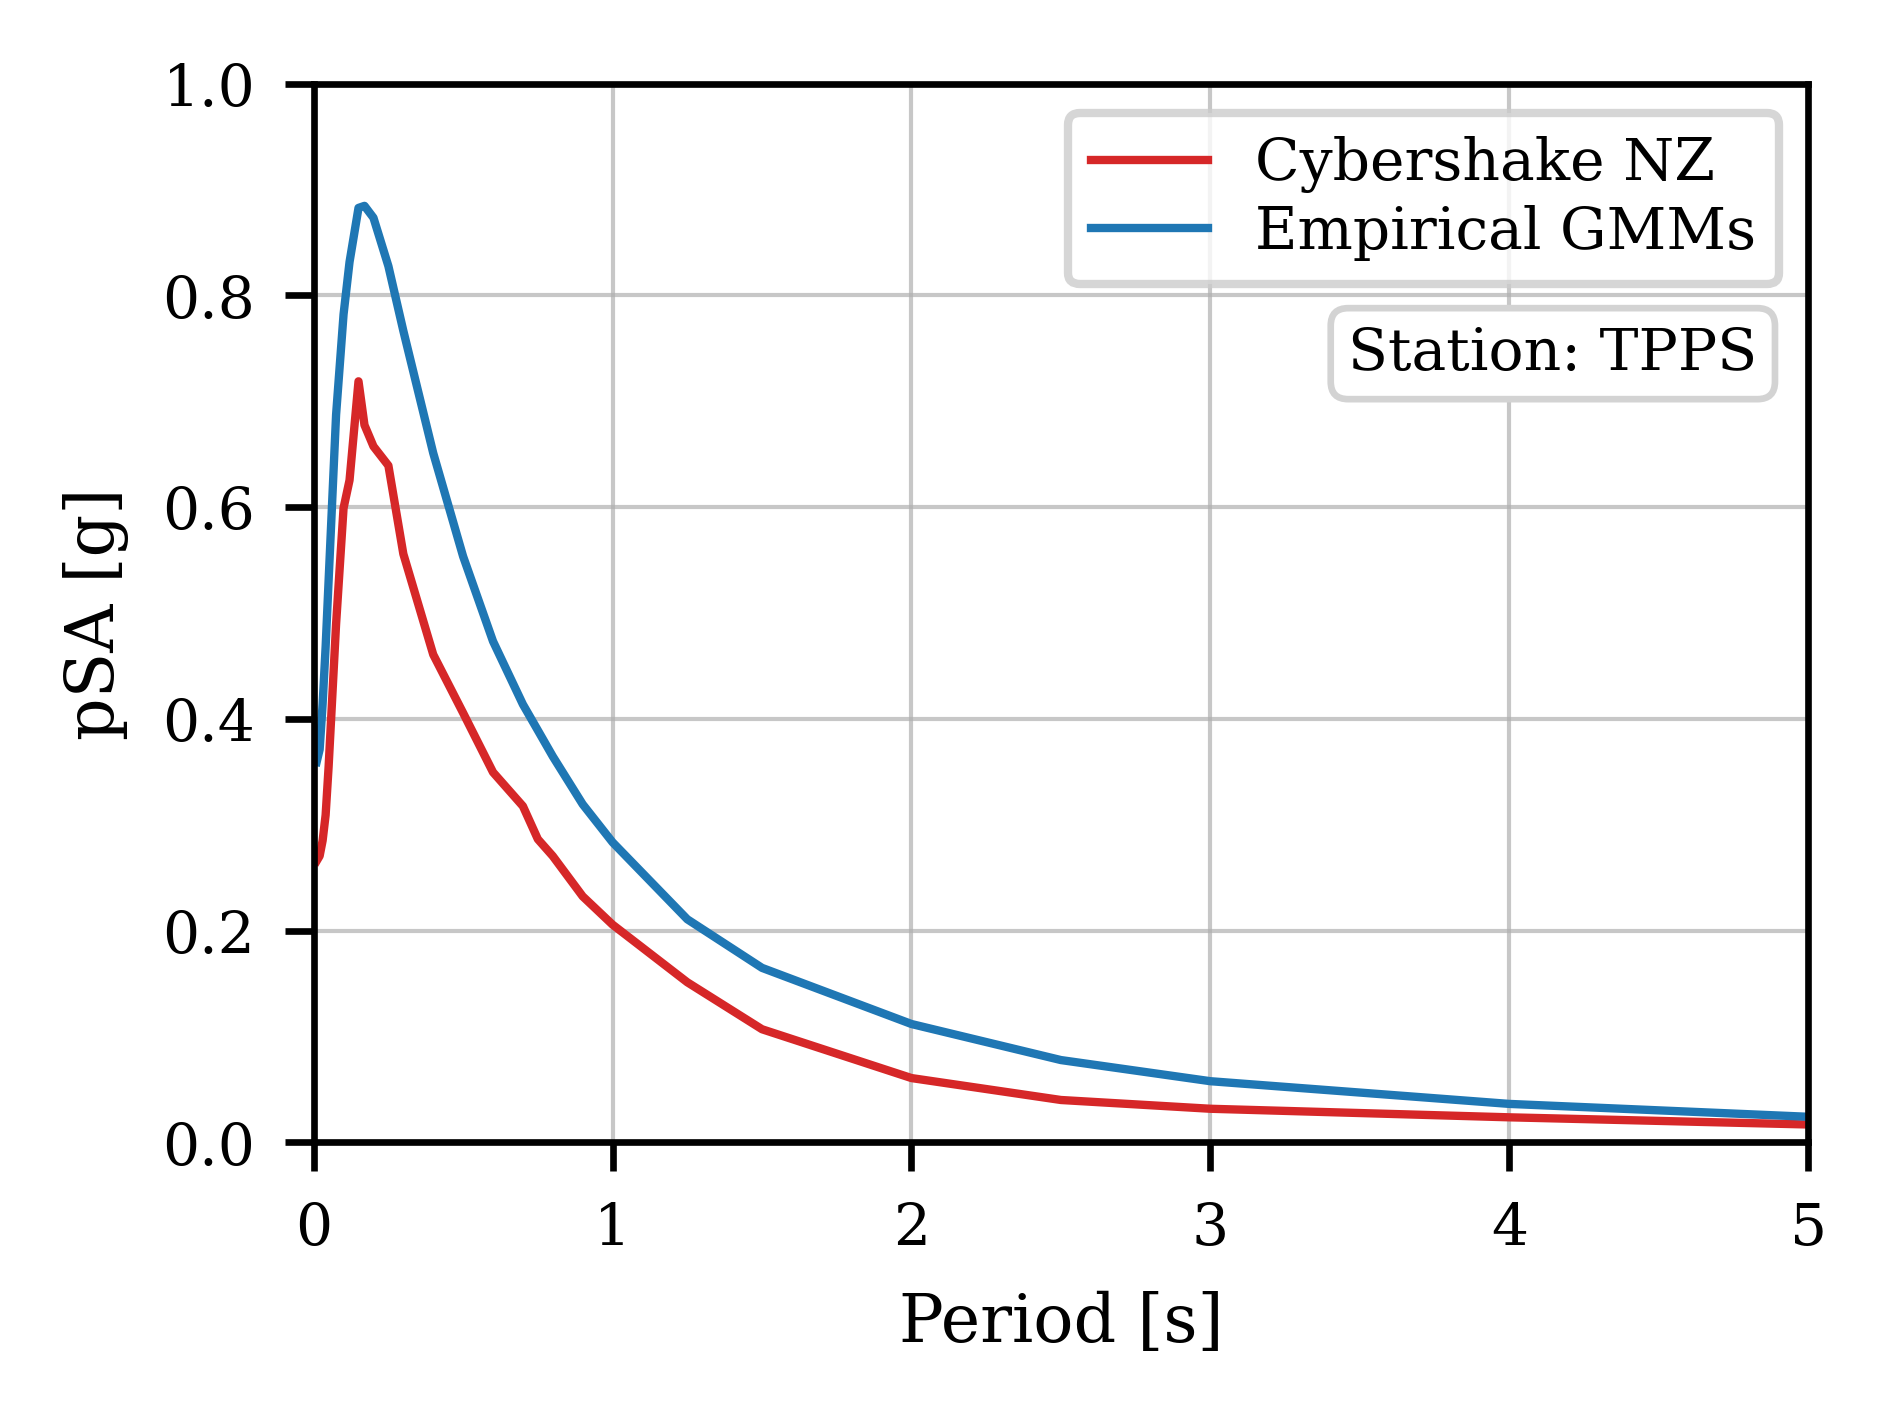 1.0
0.8
0.6
0.4
0.2
0.0
pSA [g]
Cybershake NZ
Empirical GMMs
Station: TPPS
0 1 2 3 4 5
Period [s]